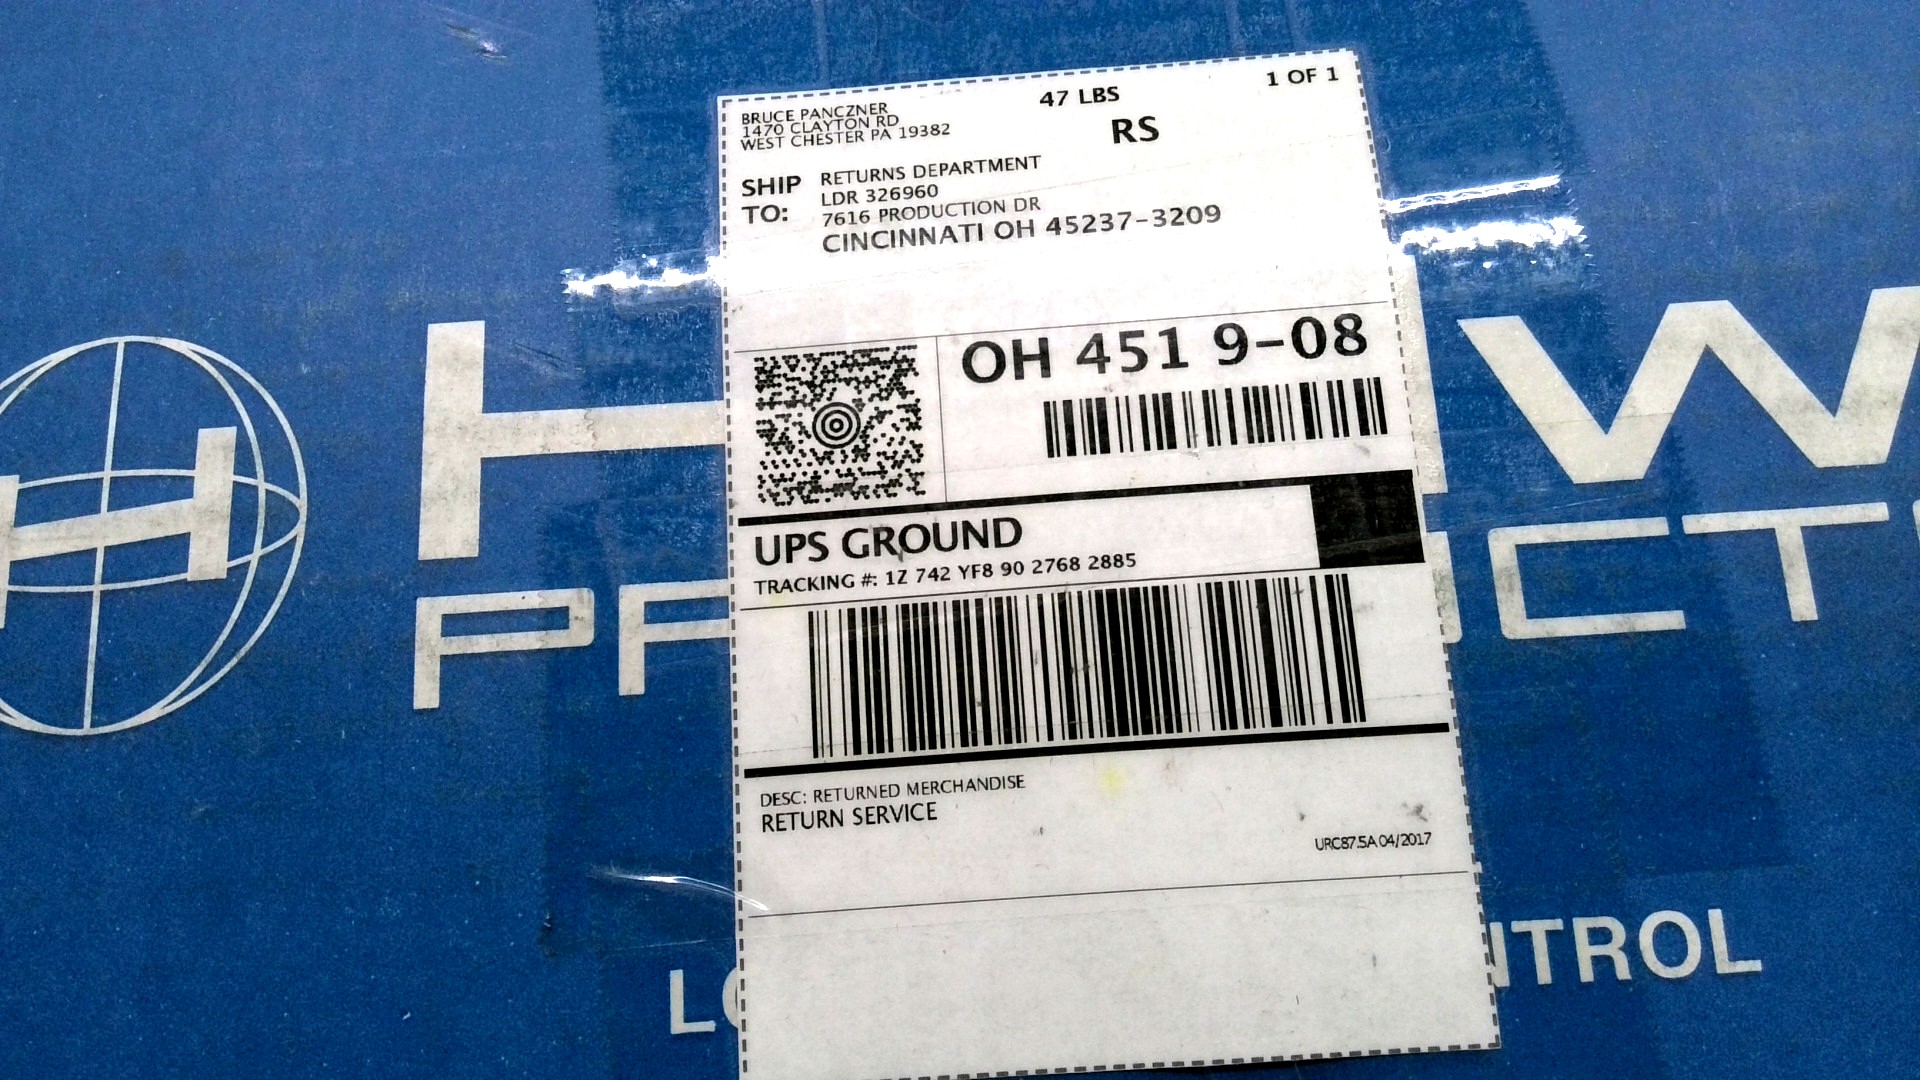 BRUCE PANCZNER
1470 CLAYTON RD
WEST CHESTER PA 19382
47 LBS
1 OF 1
RS
SHIP TO:
RETURNS DEPARTMENT
LDR 326960
7616 PRODUCTION DR
CINCINNATI OH 45237-3209
OH 451 9-08
UPS GROUND
TRACKING #: 1Z 742 YF8 90 2768 2885
DESC: RETURNED MERCHANDISE
RETURN SERVICE
URC87.5A 04/2017